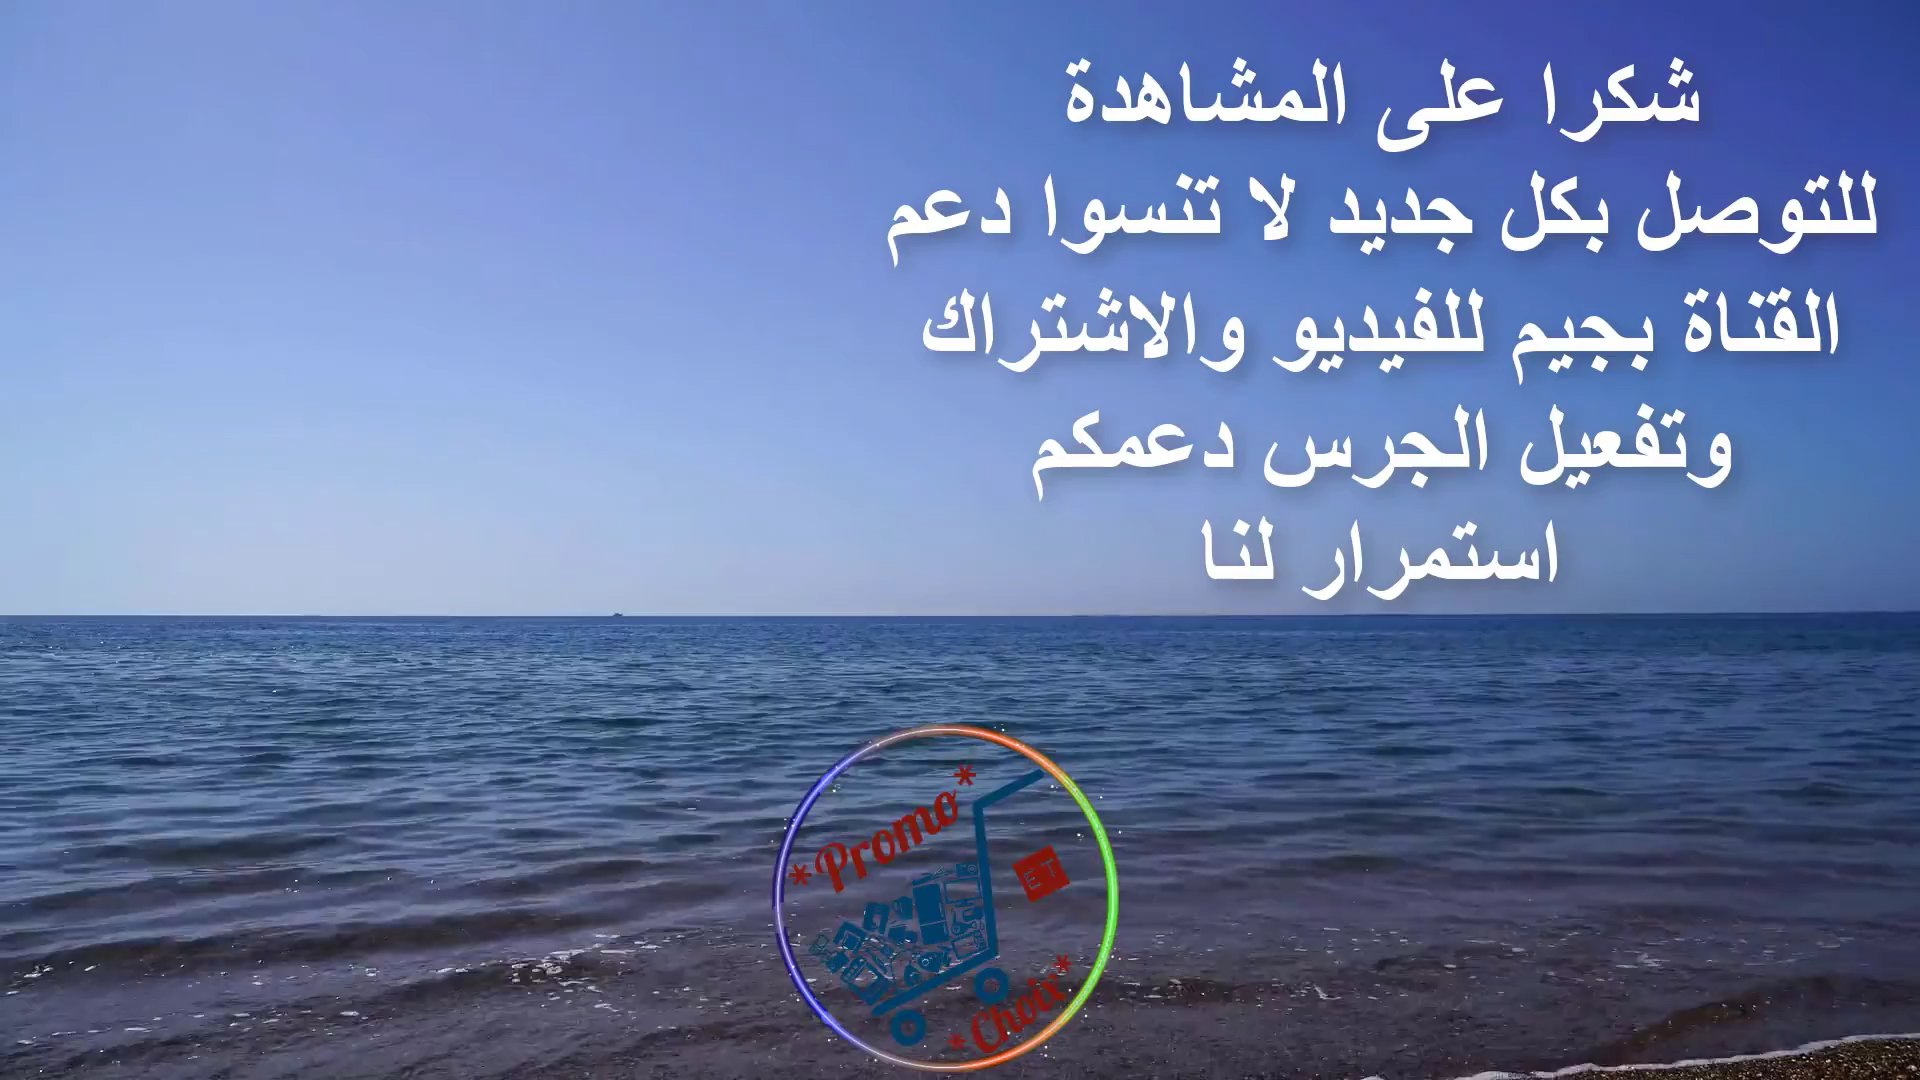 شكرا على المشاهدة
للتوصل بكل جديد لا تنسوا دعم
القناة بجيم للفيديو والاشتراك
وتفعيل الجرس دعمكم
استمرار لنا
*Promo*
ET
*Choix*